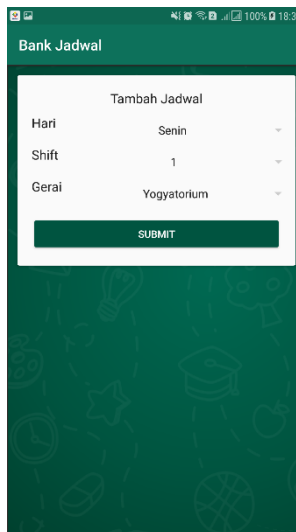 100% 18:3
Bank Jadwal
Tambah Jadwal
Hari Senin
Shift 1
Gerai Yogyatorium
SUBMIT